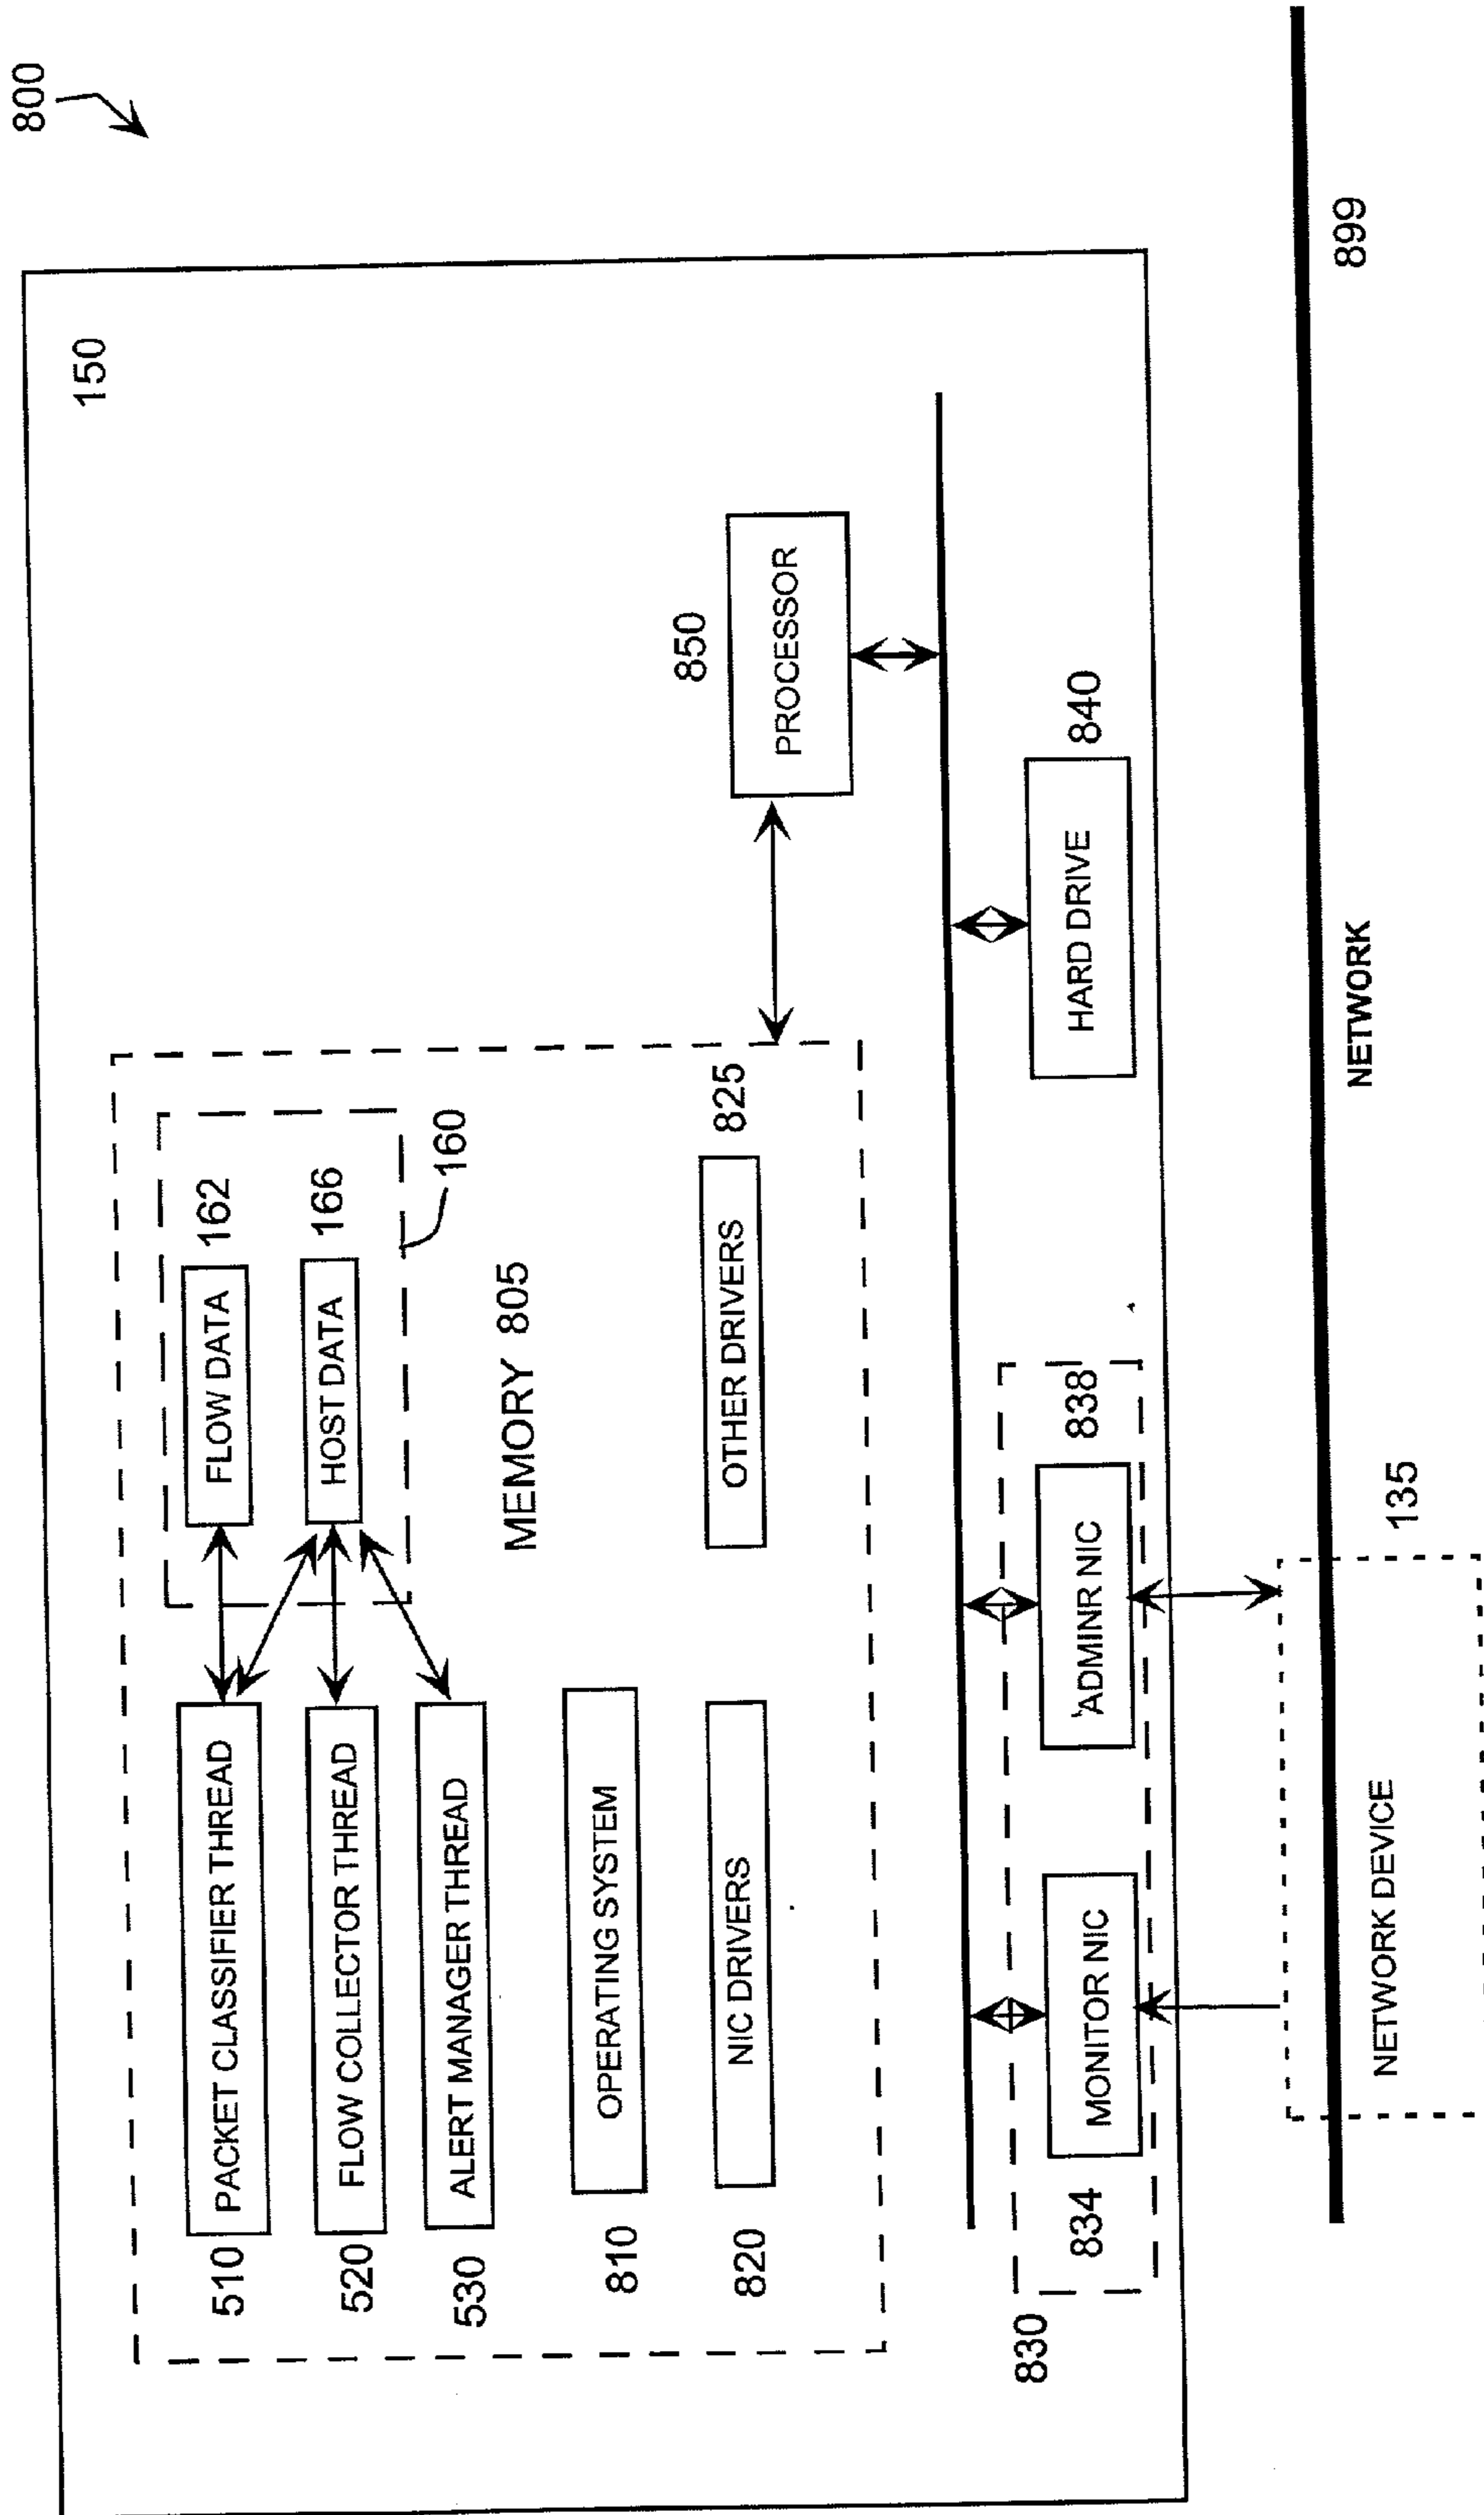 800
150
510
PACKET CLASSIFIER THREAD
FLOW DATA
162
520
FLOW COLLECTOR THREAD
HOST DATA
166
530
ALERT MANAGER THREAD
160
MEMORY 805
810
OPERATING SYSTEM
820
NIC DRIVERS
OTHER DRIVERS
825
850
PROCESSOR
830
834
MONITOR NIC
ADMINR NIC
838
HARD DRIVE
840
NETWORK DEVICE
135
NETWORK
899